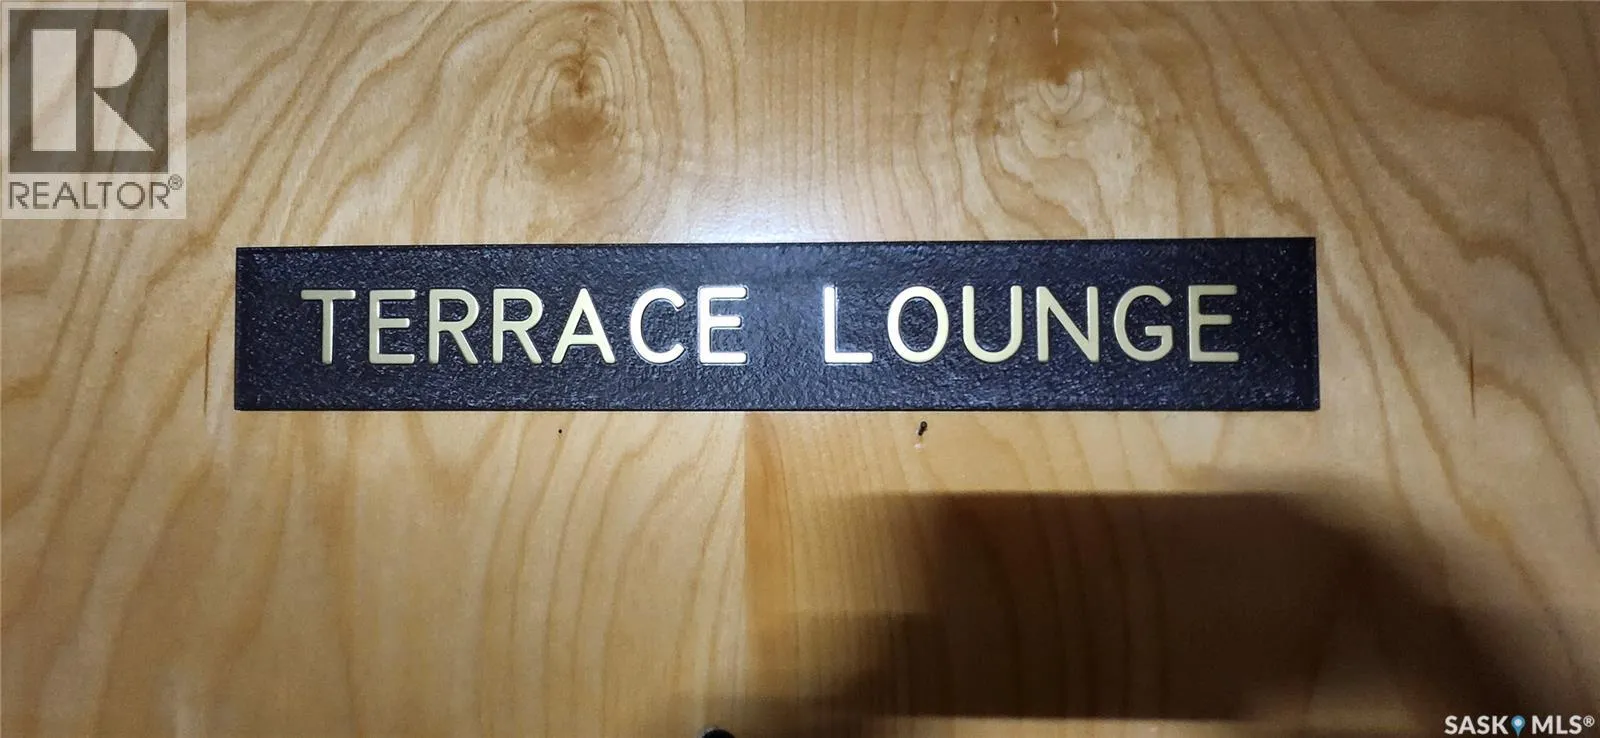 R
REALTOR®
TERRACE LOUNGE
SASK MLS®